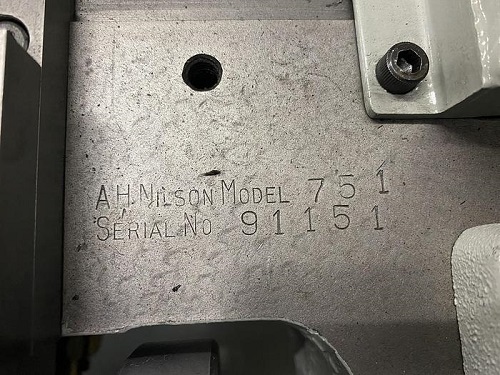 A.H. NILSON MODEL 751
SERIAL NO 91151